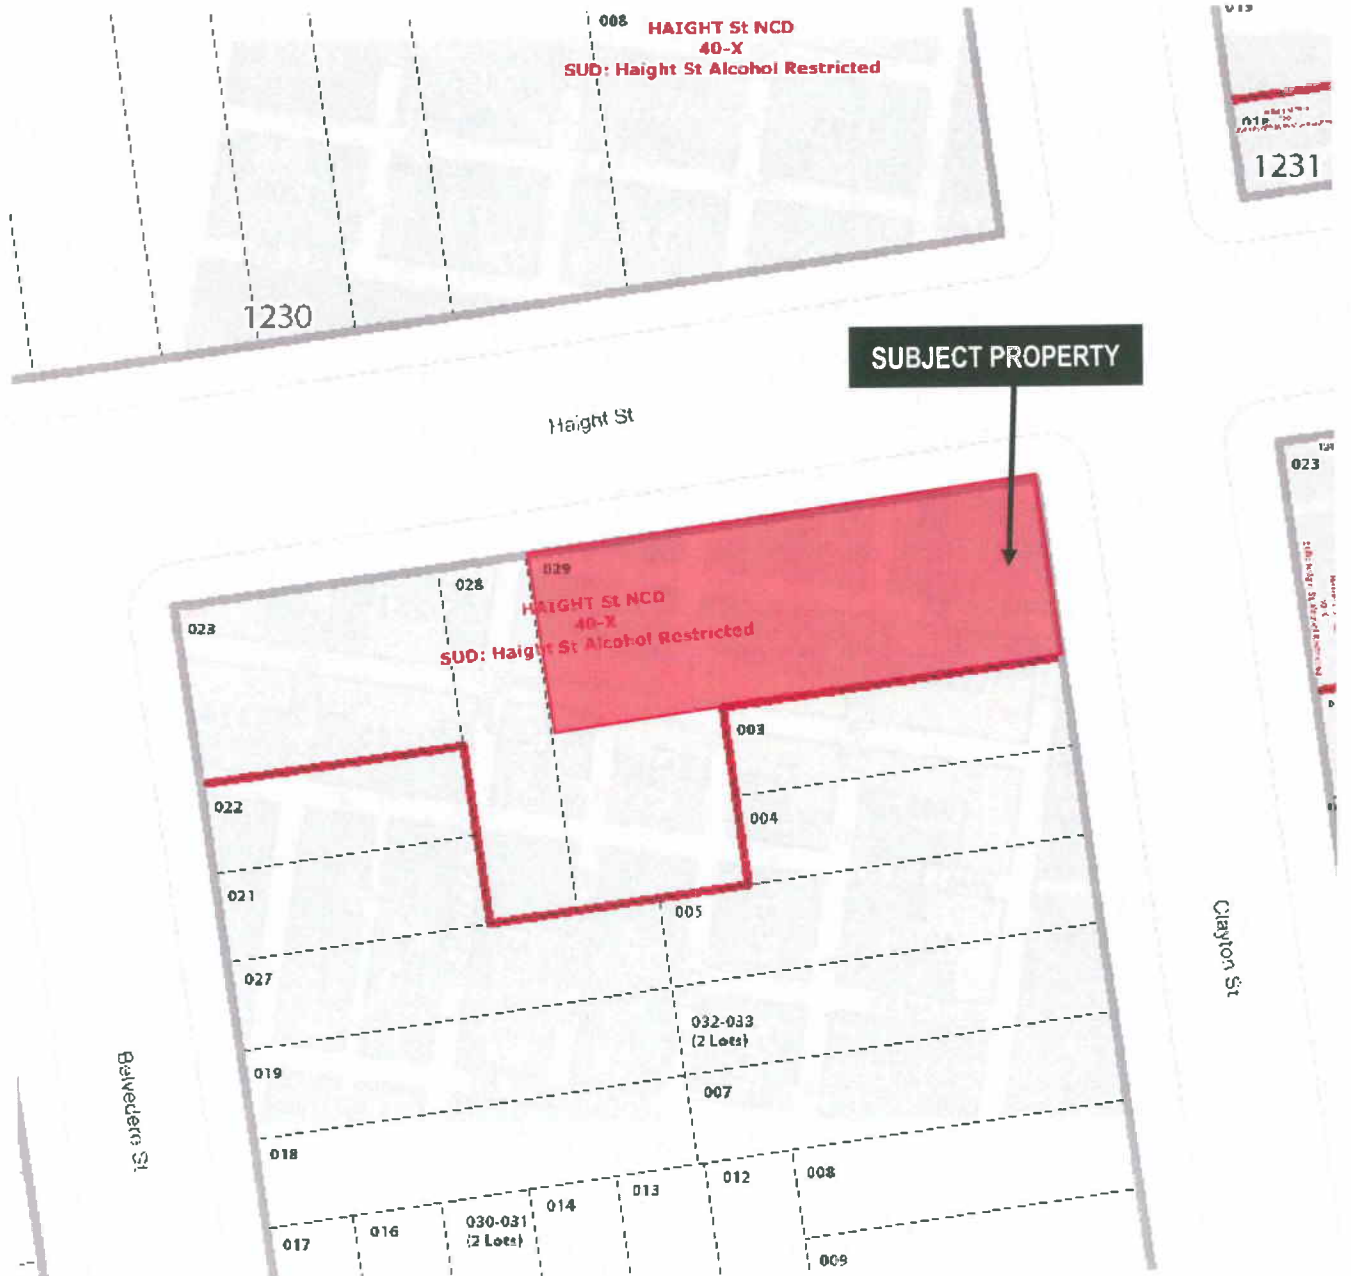 008
HAIGHT St NCD
40-X
SUD: Haight St Alcohol Restricted
1231
1230
SUBJECT PROPERTY
Haight St
023
029
028
023
HAIGHT St NCD
40-X
SUD: Haight St Alcohol Restricted
003
022
004
021
005
Clayton St
027
032-033
(2 Lots)
Belvedere St
019
007
018
008
012
013
014
030-031
(2 Lots)
016
017
009